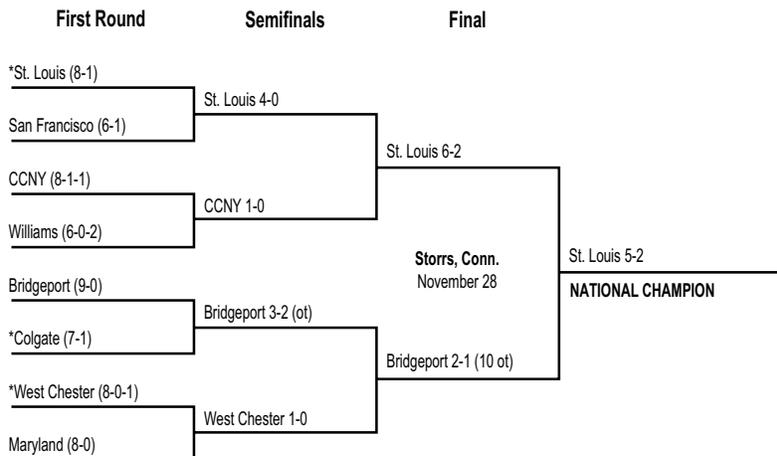 First Round
Semifinals
Final
*St. Louis (8-1)
St. Louis 4-0
San Francisco (6-1)
St. Louis 6-2
CCNY (8-1-1)
CCNY 1-0
Williams (6-0-2)
Storrs, Conn.
November 28
St. Louis 5-2
NATIONAL CHAMPION
Bridgeport (9-0)
Bridgeport 3-2 (ot)
*Colgate (7-1)
Bridgeport 2-1 (10 ot)
*West Chester (8-0-1)
West Chester 1-0
Maryland (8-0)